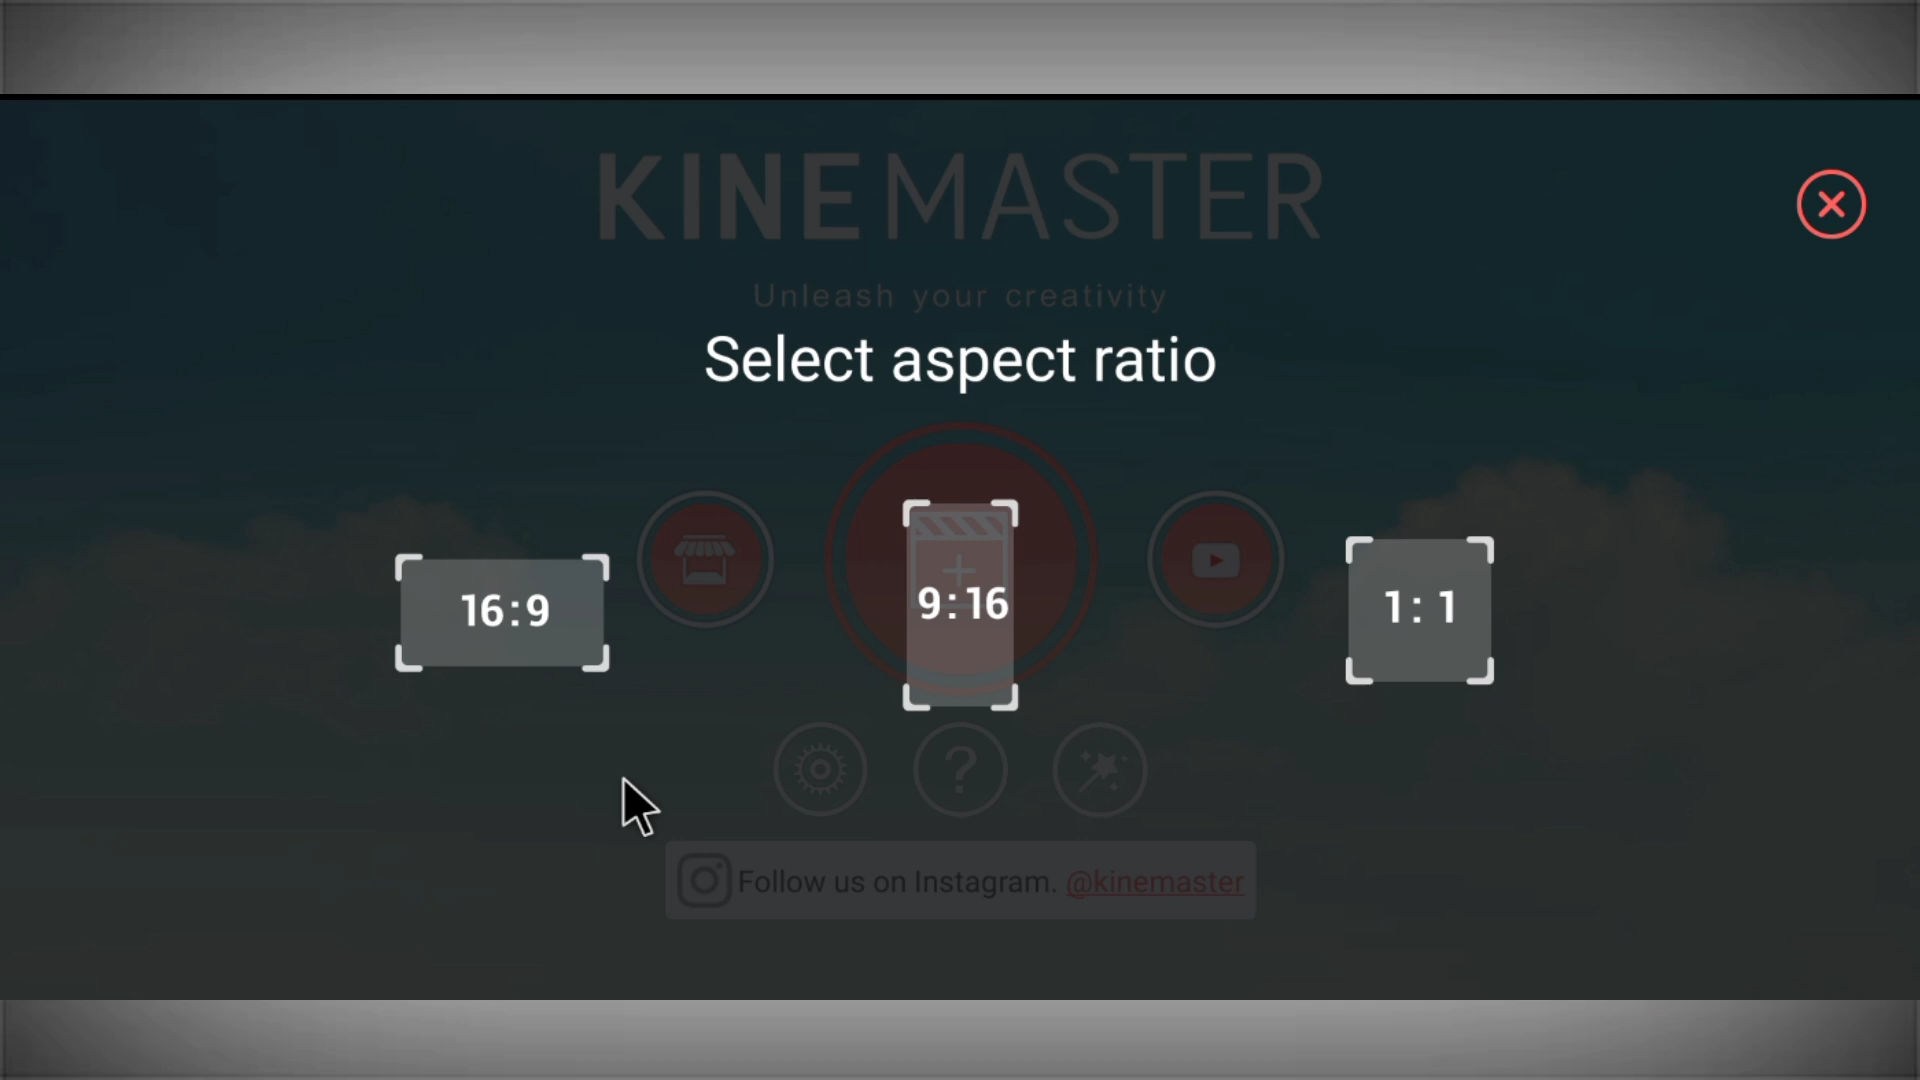 KINEMASTER
Unleash your creativity
Select aspect ratio
16:9
9:16
1:1
Follow us on Instagram. @kinemaster